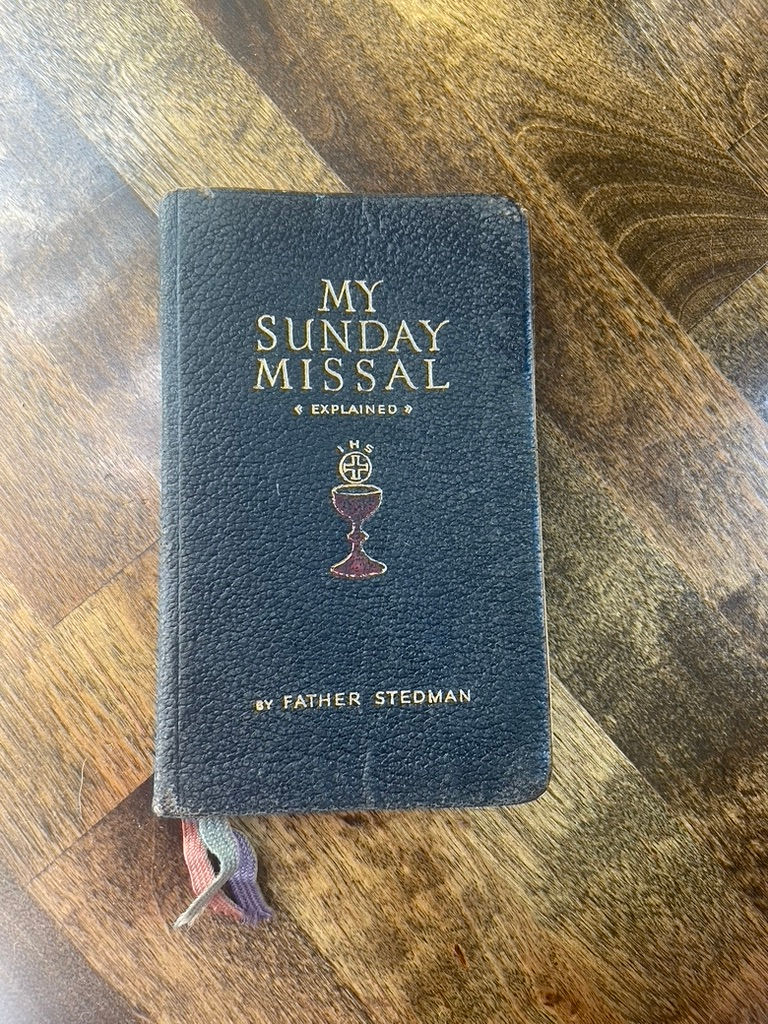 MY
SUNDAY
MISSAL
« EXPLAINED »
IHS
BY FATHER STEDMAN